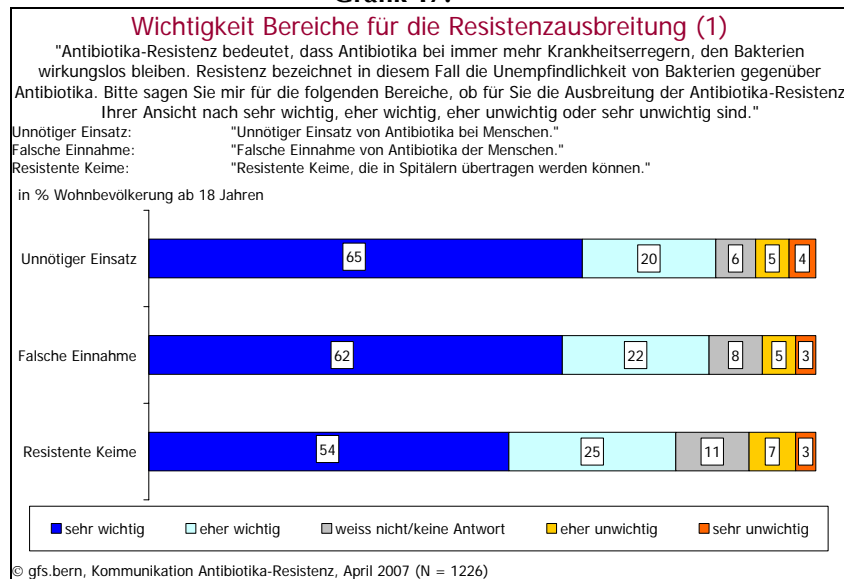 Grafik 17:
Wichtigkeit Bereiche für die Resistenzausbreitung (1)
"Antibiotika-Resistenz bedeutet, dass Antibiotika bei immer mehr Krankheitserregern, den Bakterien
wirkungslos bleiben. Resistenz bezeichnet in diesem Fall die Unempfindlichkeit von Bakterien gegenüber
Antibiotika. Bitte sagen Sie mir für die folgenden Bereiche, ob für Sie die Ausbreitung der Antibiotika-Resistenz
Ihrer Ansicht nach sehr wichtig, eher wichtig, eher unwichtig oder sehr unwichtig sind."
Unnötiger Einsatz: "Unnötiger Einsatz von Antibiotika bei Menschen."
Falsche Einnahme: "Falsche Einnahme von Antibiotika der Menschen."
Resistente Keime: "Resistente Keime, die in Spitälern übertragen werden können."
in % Wohnbevölkerung ab 18 Jahren
Unnötiger Einsatz 65 20 6 5 4
Falsche Einnahme 62 22 8 5 3
Resistente Keime 54 25 11 7 3
sehr wichtig eher wichtig weiss nicht/keine Antwort eher unwichtig sehr unwichtig
© gfs.bern, Kommunikation Antibiotika-Resistenz, April 2007 (N = 1226)